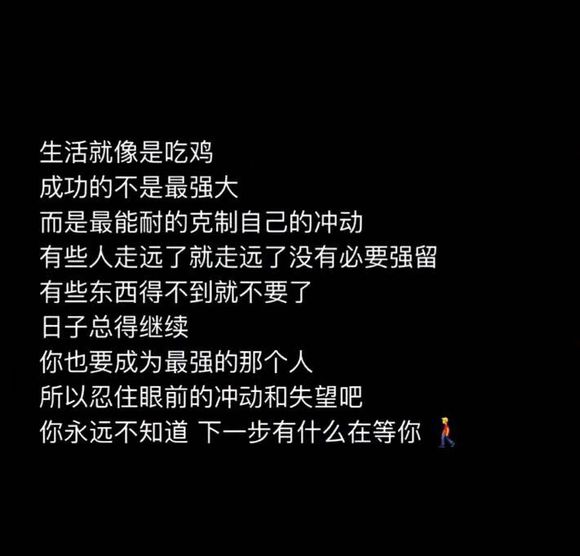 生活就像是吃鸡
成功的不是最强大
而是最能耐的克制自己的冲动
有些人走远了就走远了没有必要强留
有些东西得不到就不要了
日子总得继续
你也要成为最强的那个人
所以忍住眼前的冲动和失望吧
你永远不知道 下一步有什么在等你 🚶